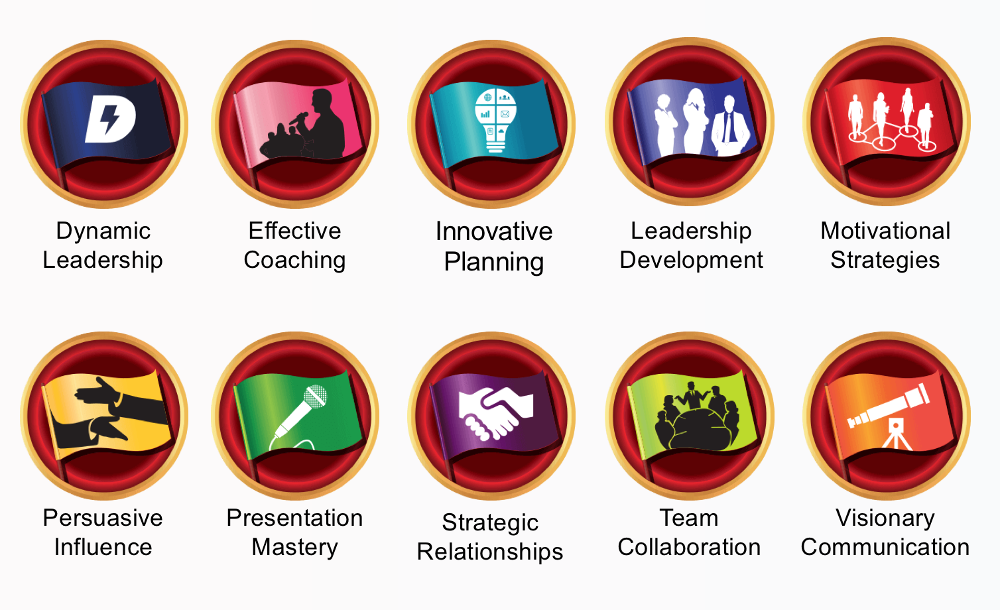 D
Dynamic
Leadership
Effective
Coaching
Innovative
Planning
Leadership
Development
Motivational
Strategies
Persuasive
Influence
Presentation
Mastery
Strategic
Relationships
Team
Collaboration
Visionary
Communication